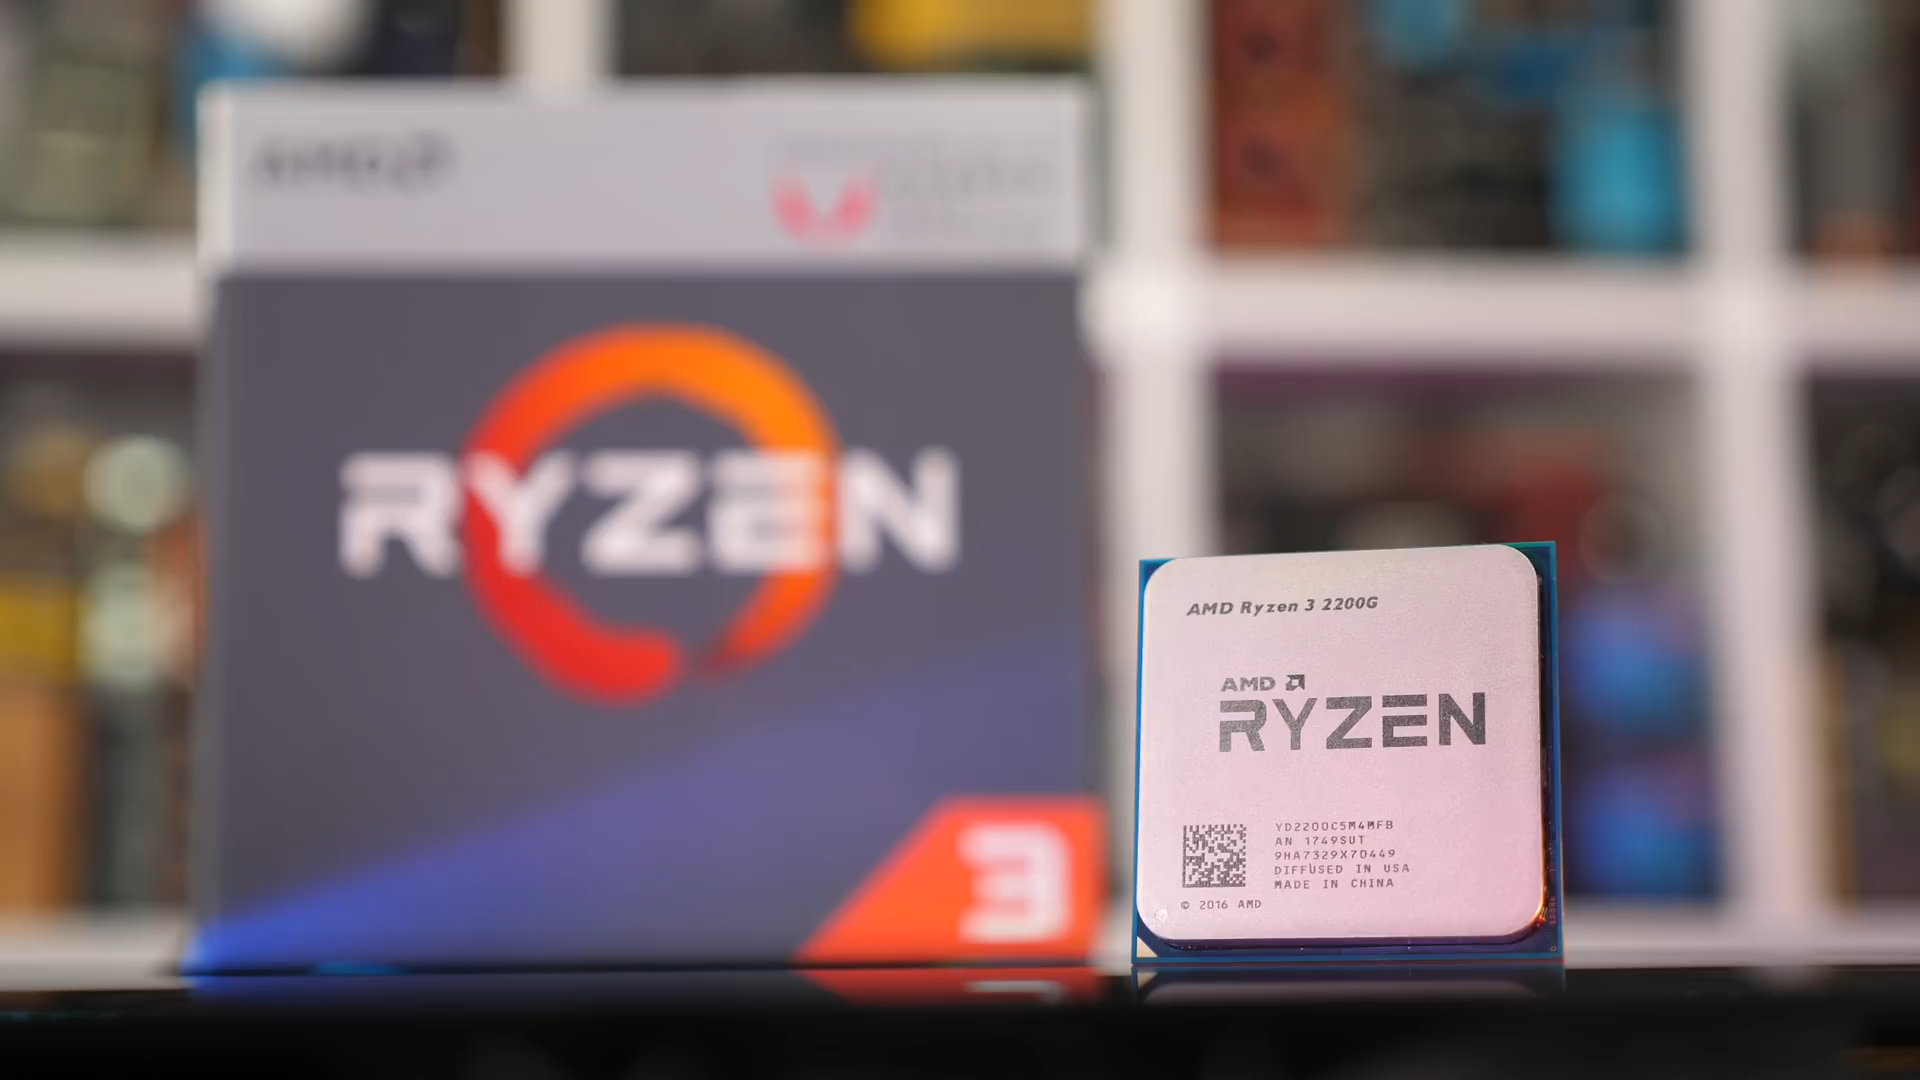 AMD
RYZEN
3
AMD Ryzen 3 2200G
AMD
RYZEN
YD2200C5M4MFB
AN 1749SUT
9HA7329X70449
DIFFUSED IN USA
MADE IN CHINA
© 2016 AMD